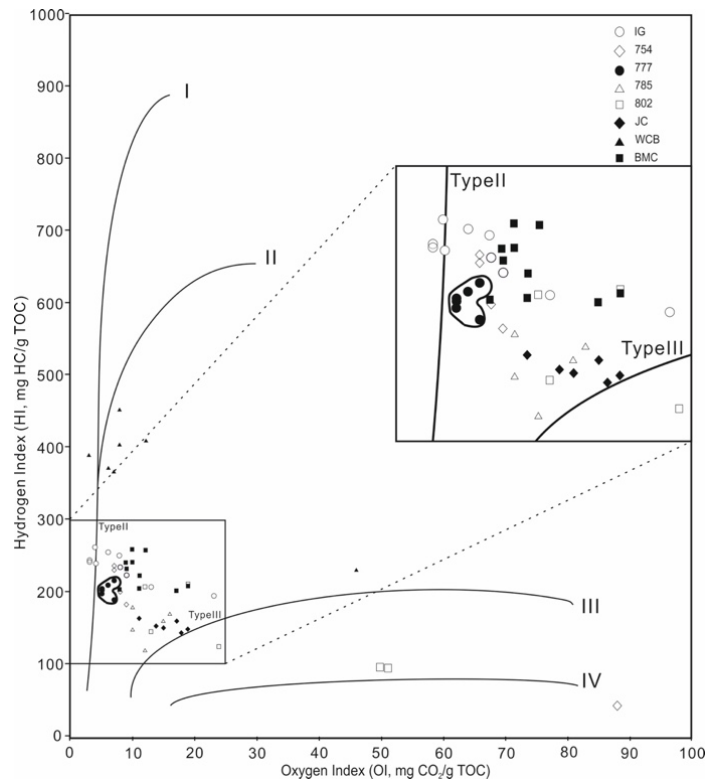 1000
900
800
700
600
500
400
300
200
100
0
Hydrogen Index (HI, mg HC/g TOC)
I
II
III
IV
IG
754
777
785
802
JC
WCB
BMC
TypeII
TypeIII
TypeII
TypeIII
0 10 20 30 40 50 60 70 80 90 100
Oxygen Index (OI, mg CO₂/g TOC)